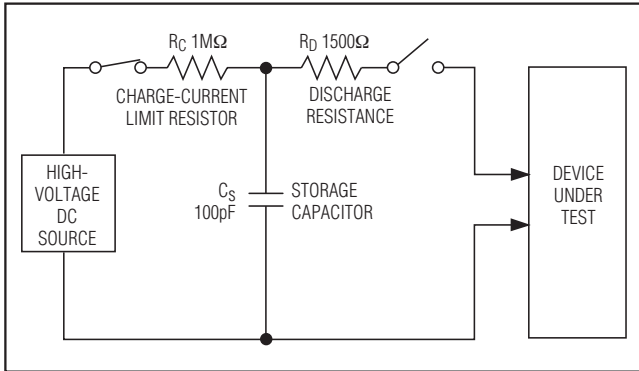 R_C 1MΩ
CHARGE-CURRENT
LIMIT RESISTOR
R_D 1500Ω
DISCHARGE
RESISTANCE
HIGH-
VOLTAGE
DC
SOURCE
C_S
100pF
STORAGE
CAPACITOR
DEVICE
UNDER
TEST